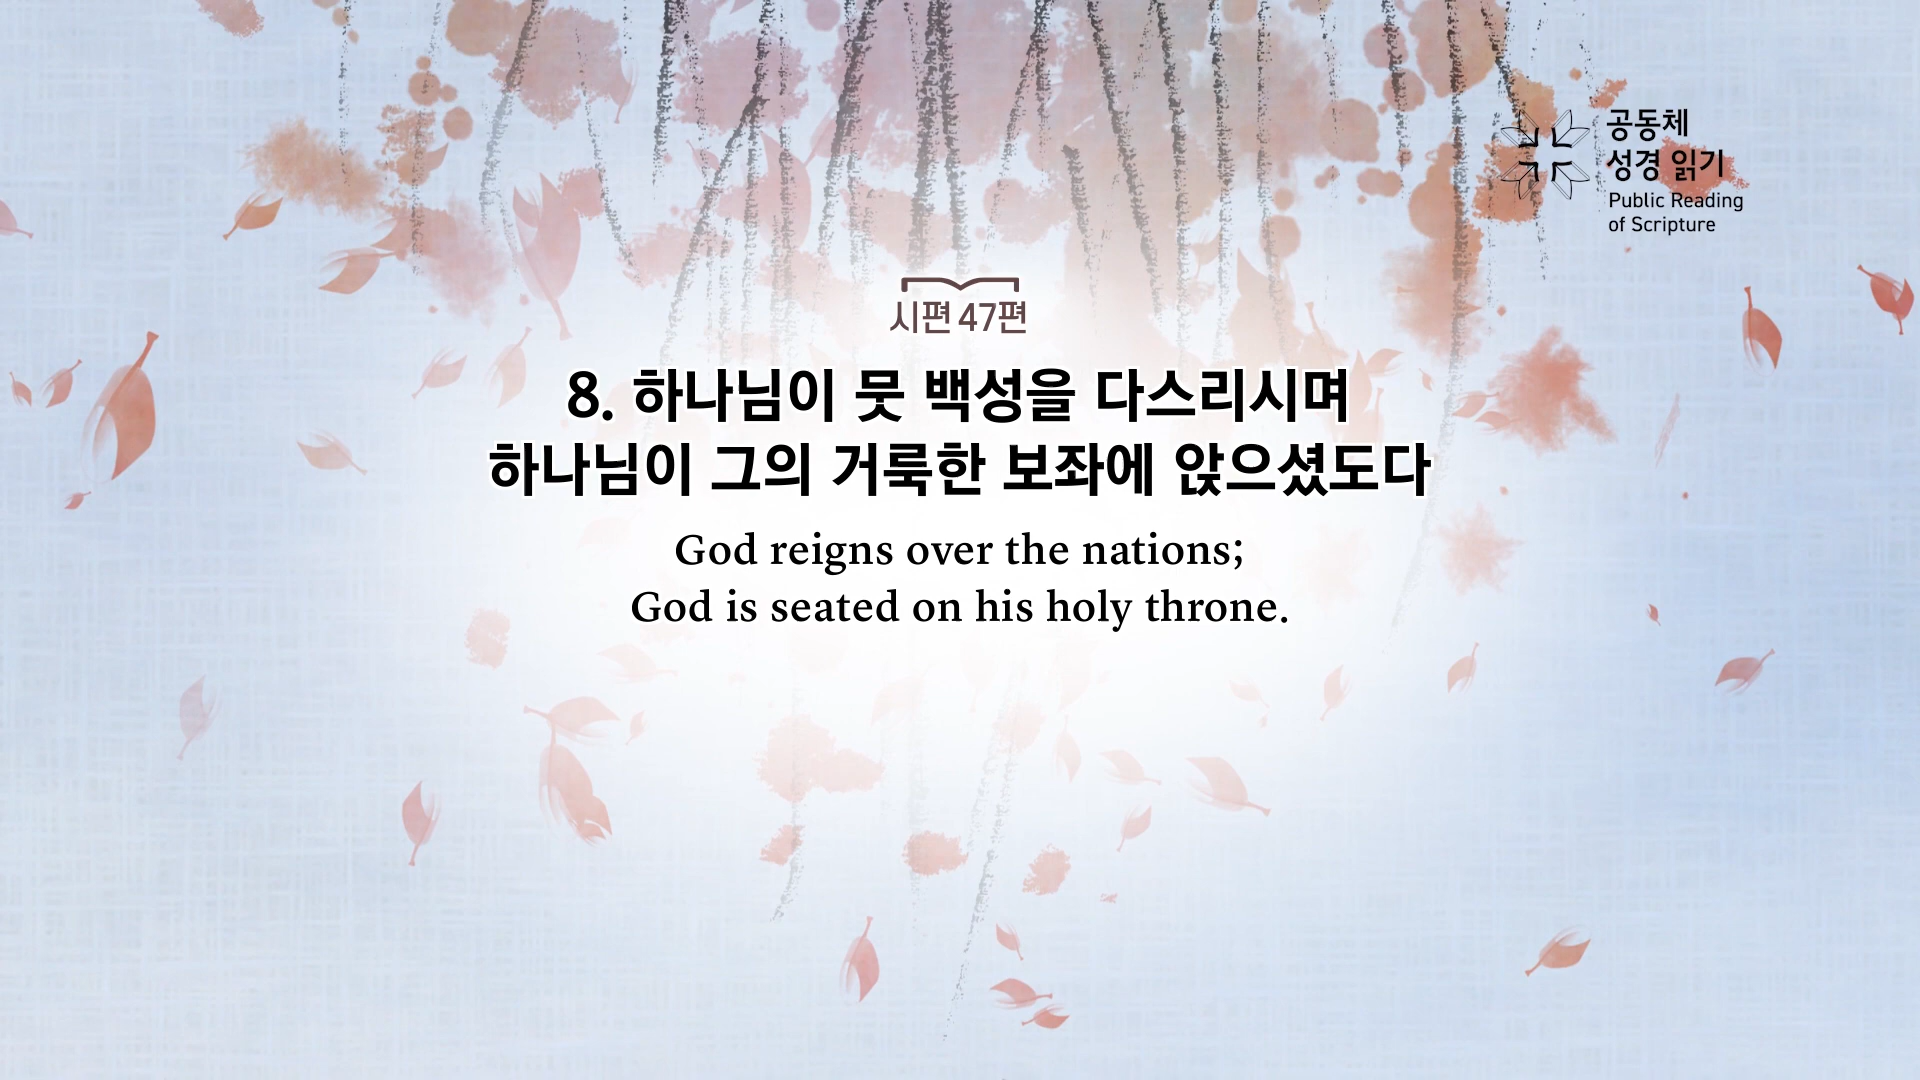 공동체
성경 읽기
Public Reading
of Scripture
시편 47편
8. 하나님이 뭇 백성을 다스리시며
하나님이 그의 거룩한 보좌에 앉으셨도다
God reigns over the nations;
God is seated on his holy throne.